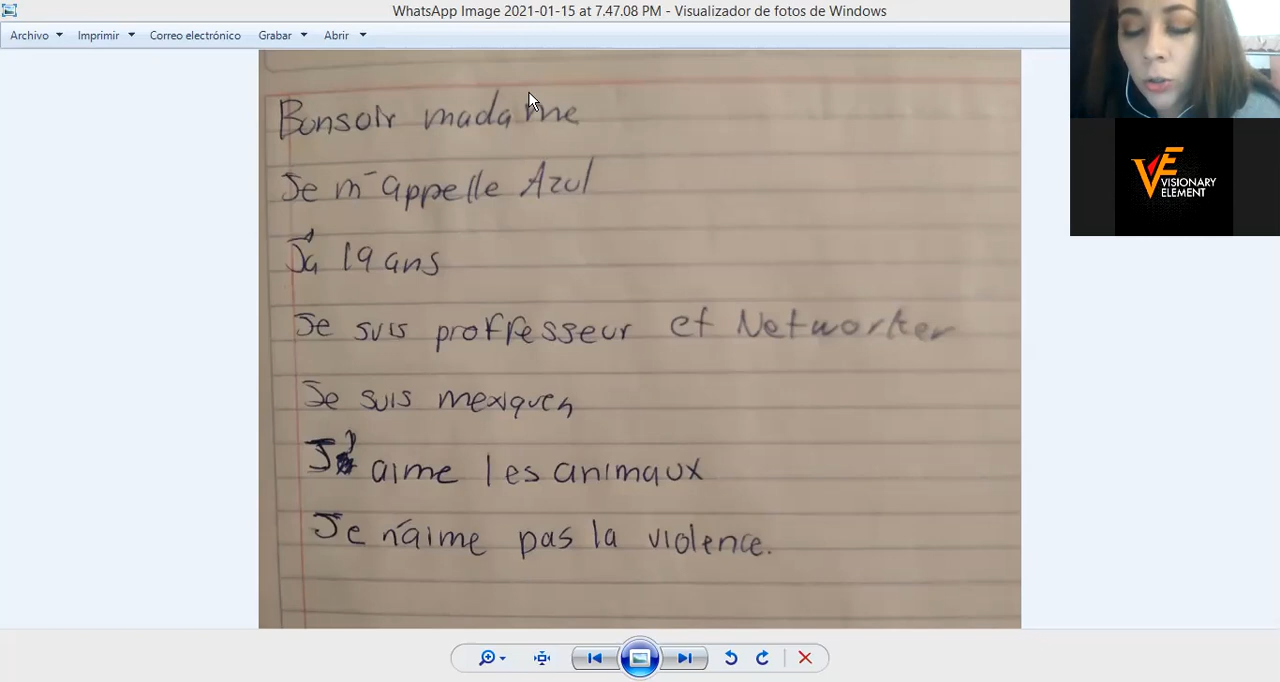 WhatsApp Image 2021-01-15 at 7.47.08 PM - Visualizador de fotos de Windows
Archivo Imprimir Correo electrónico Grabar Abrir
Bonsoir madame
Je m'appelle Azul
J'a 19 ans
Je suis proffesseur et Networker
Je suis mexiquen
J' aime les animaux
Je n'aime pas la violence.
VISIONARY
ELEMENT